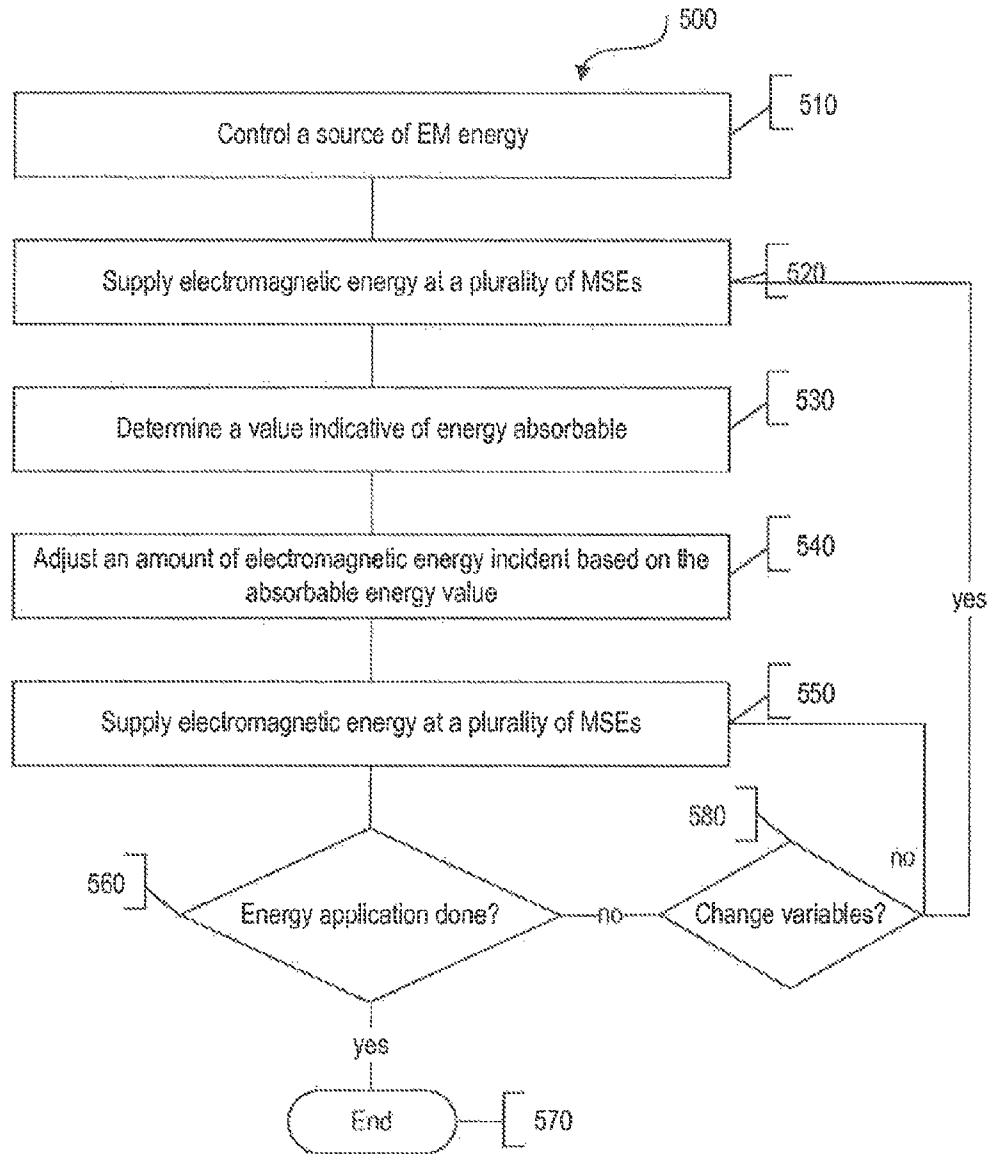 500
Control a source of EM energy
510
Supply electromagnetic energy at a plurality of MSEs
520
Determine a value indicative of energy absorbable
530
Adjust an amount of electromagnetic energy incident based on the
absorbable energy value
540
yes
Supply electromagnetic energy at a plurality of MSEs
550
580
no
560
Energy application done?
no
Change variables?
yes
End
570